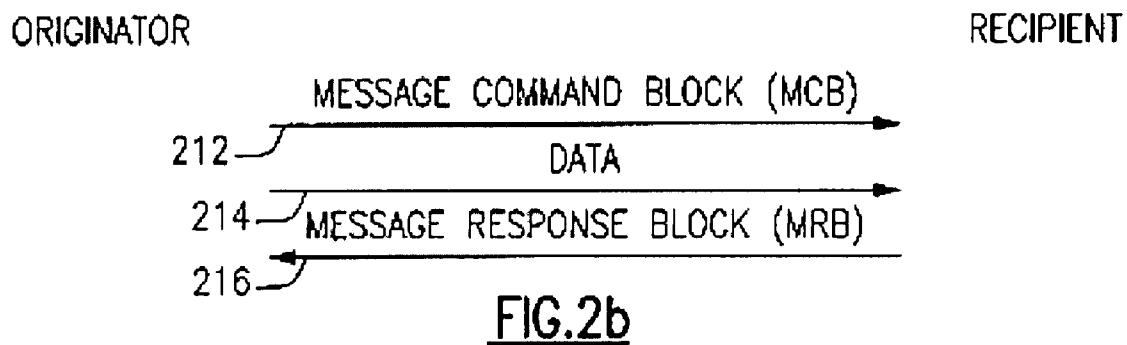 ORIGINATOR RECIPIENT
MESSAGE COMMAND BLOCK (MCB)
212
DATA
214
MESSAGE RESPONSE BLOCK (MRB)
216
FIG.2b